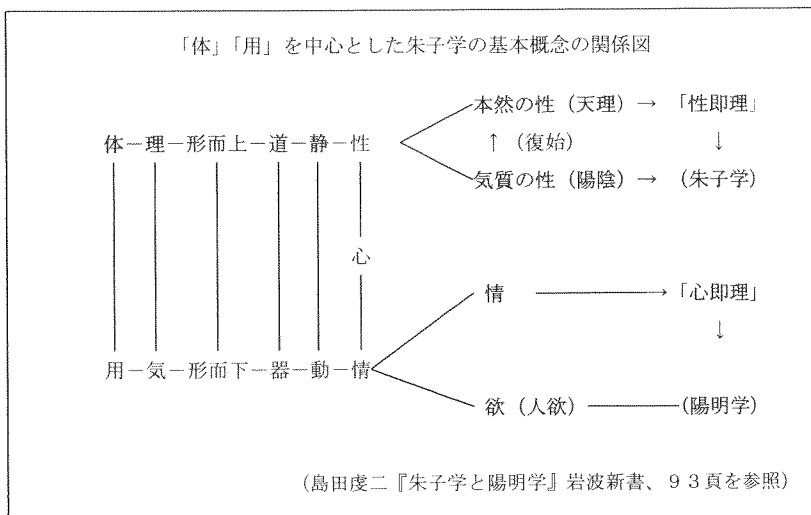 「体」「用」を中心とした朱子学の基本概念の関係図
本然の性（天理）→ 「性即理」
↑（復始） ↓
体－理－形而上－道－静－性
気質の性（陽陰）→ （朱子学）
心
情 → 「心即理」
↓
用－気－形而下－器－動－情
欲（人欲） （陽明学）
（島田虔二『朱子学と陽明学』岩波新書、９３頁を参照）